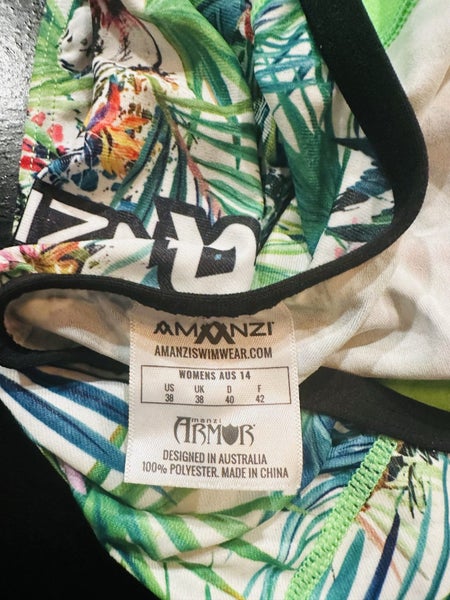 AMANZI
AMANZISWIMWEAR.COM
WOMENS AUS 14
US UK D F
38 38 40 42
amanzi
ARMOR
DESIGNED IN AUSTRALIA
100% POLYESTER. MADE IN CHINA